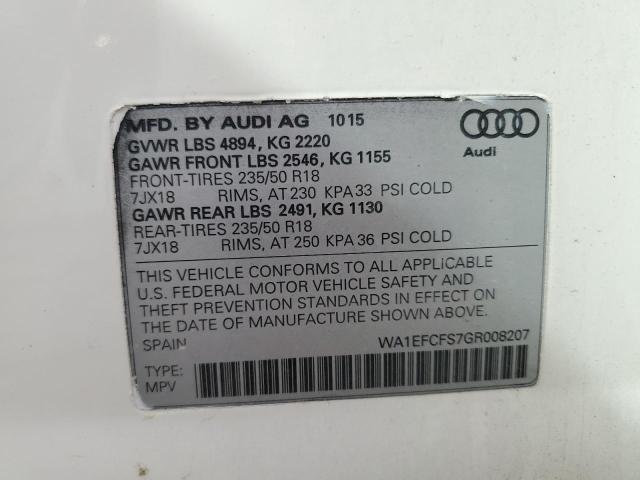 MFD. BY AUDI AG 1015
GVWR LBS 4894, KG 2220
GAWR FRONT LBS 2546, KG 1155
FRONT-TIRES 235/50 R18
7JX18 RIMS, AT 230 KPA 33 PSI COLD
GAWR REAR LBS 2491, KG 1130
REAR-TIRES 235/50 R18
7JX18 RIMS, AT 250 KPA 36 PSI COLD
Audi
THIS VEHICLE CONFORMS TO ALL APPLICABLE
U.S. FEDERAL MOTOR VEHICLE SAFETY AND
THEFT PREVENTION STANDARDS IN EFFECT ON
THE DATE OF MANUFACTURE SHOWN ABOVE.
SPAIN WA1EFCFS7GR008207
TYPE:
MPV